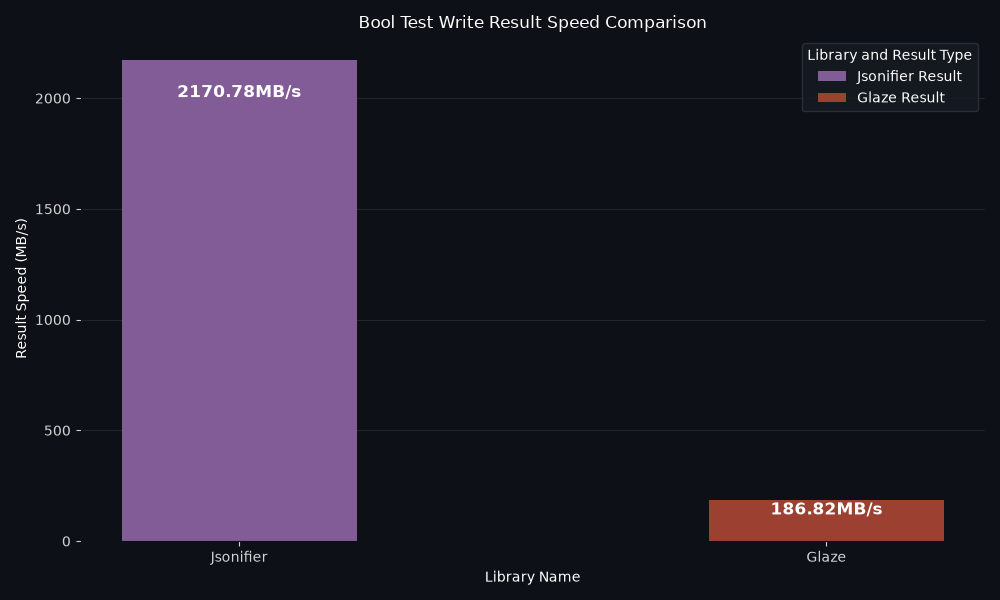 Bool Test Write Result Speed Comparison
Library and Result Type
Jsonifier Result
Glaze Result
Result Speed (MB/s)
2000
1500
1000
500
0
2170.78MB/s
186.82MB/s
Jsonifier
Glaze
Library Name